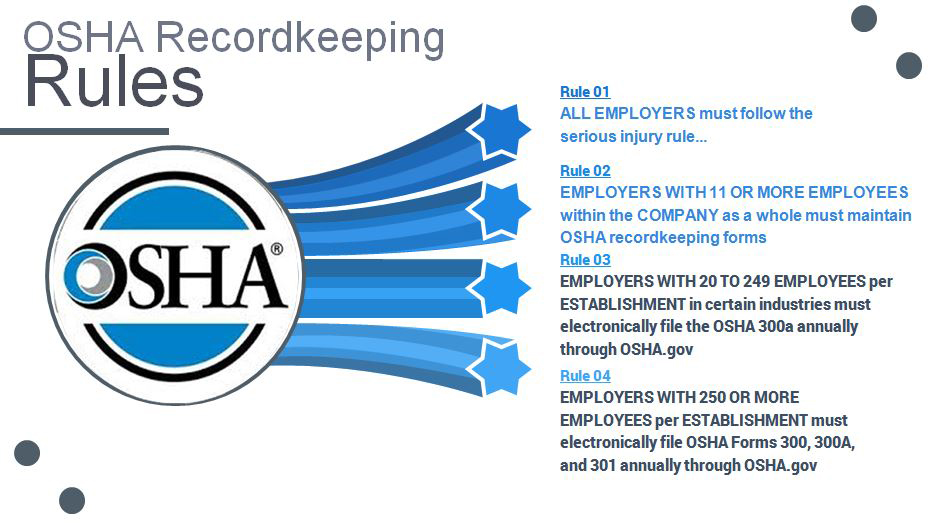 OSHA Recordkeeping
Rules
OSHA®
Rule 01
ALL EMPLOYERS must follow the
serious injury rule...
Rule 02
EMPLOYERS WITH 11 OR MORE EMPLOYEES
within the COMPANY as a whole must maintain
OSHA recordkeeping forms
Rule 03
EMPLOYERS WITH 20 TO 249 EMPLOYEES per
ESTABLISHMENT in certain industries must
electronically file the OSHA 300a annually
through OSHA.gov
Rule 04
EMPLOYERS WITH 250 OR MORE
EMPLOYEES per ESTABLISHMENT must
electronically file OSHA Forms 300, 300A,
and 301 annually through OSHA.gov